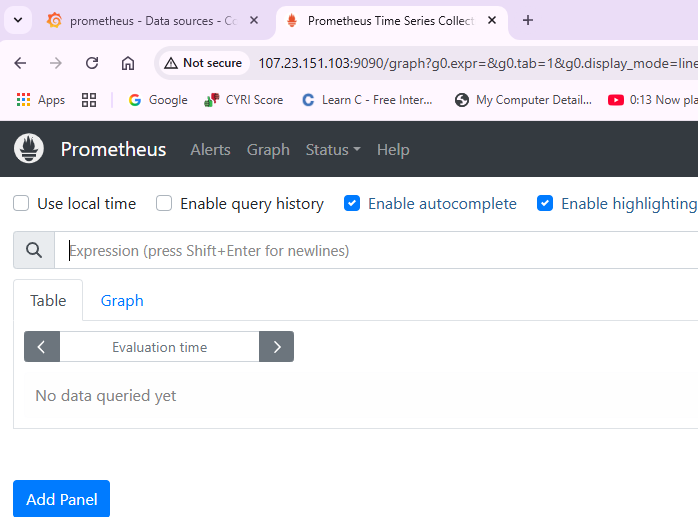 prometheus - Data sources - Co
Prometheus Time Series Collect
Not secure 107.23.151.103:9090/graph?g0.expr=&g0.tab=1&g0.display_mode=line
Apps Google CYRI Score Learn C - Free Inter... My Computer Detail... 0:13 Now pla
Prometheus Alerts Graph Status Help
Use local time Enable query history Enable autocomplete Enable highlighting
Expression (press Shift+Enter for newlines)
Table Graph
Evaluation time
No data queried yet
Add Panel